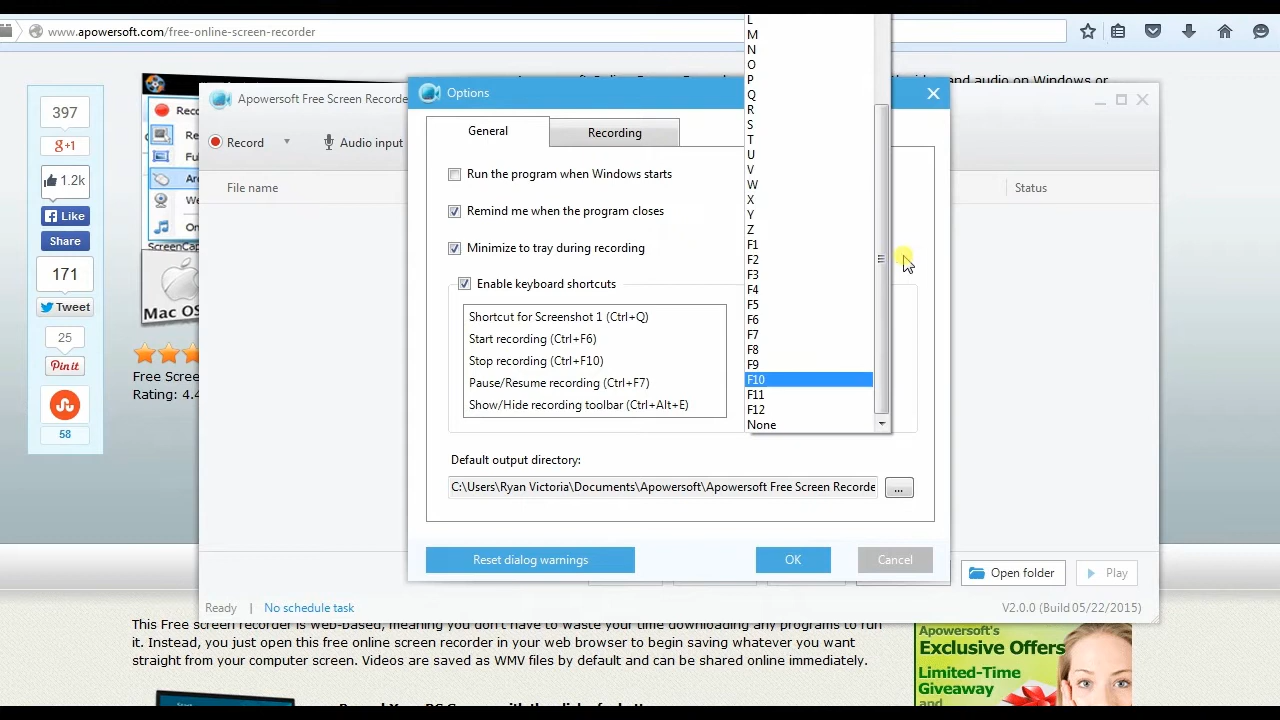 www.apowersoft.com/free-online-screen-recorder
397
g+1
1.2k
Like
Share
171
Tweet
25
Pin it
58
Mac OS
Free Scree
Rating: 4.4
Apowersoft Free Screen Recorde
Record
Audio input
File name
Status
Options
General
Recording
Run the program when Windows starts
Remind me when the program closes
Minimize to tray during recording
Enable keyboard shortcuts
Shortcut for Screenshot 1 (Ctrl+Q)
Start recording (Ctrl+F6)
Stop recording (Ctrl+F10)
Pause/Resume recording (Ctrl+F7)
Show/Hide recording toolbar (Ctrl+Alt+E)
L
M
N
O
P
Q
R
S
T
U
V
W
X
Y
Z
F1
F2
F3
F4
F5
F6
F7
F8
F9
F10
F11
F12
None
Default output directory:
C:\Users\Ryan Victoria\Documents\Apowersoft\Apowersoft Free Screen Recorde
...
Reset dialog warnings
OK
Cancel
Open folder
Play
Ready
No schedule task
V2.0.0 (Build 05/22/2015)
This Free screen recorder is web-based, meaning you don't have to waste your time downloading any programs to run
it. Instead, you can open this free online screen recorder in your web browser to begin saving whatever you want
straight from your computer screen. Videos are saved as WMV files by default and can be shared online immediately.
Apowersoft's
Exclusive Offers
Limited-Time
Giveaway
and